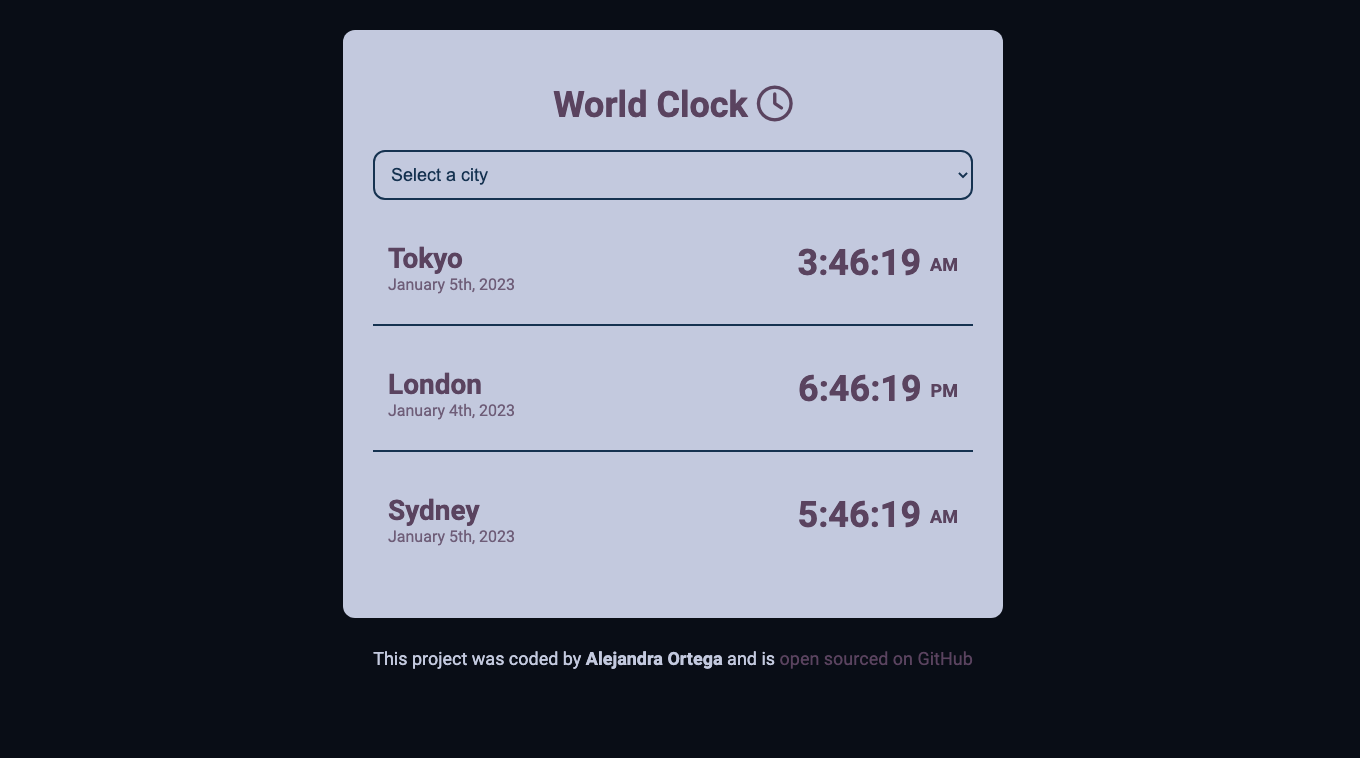 World Clock
Select a city
Tokyo
January 5th, 2023
3:46:19 AM
London
January 4th, 2023
6:46:19 PM
Sydney
January 5th, 2023
5:46:19 AM
This project was coded by Alejandra Ortega and is open sourced on GitHub